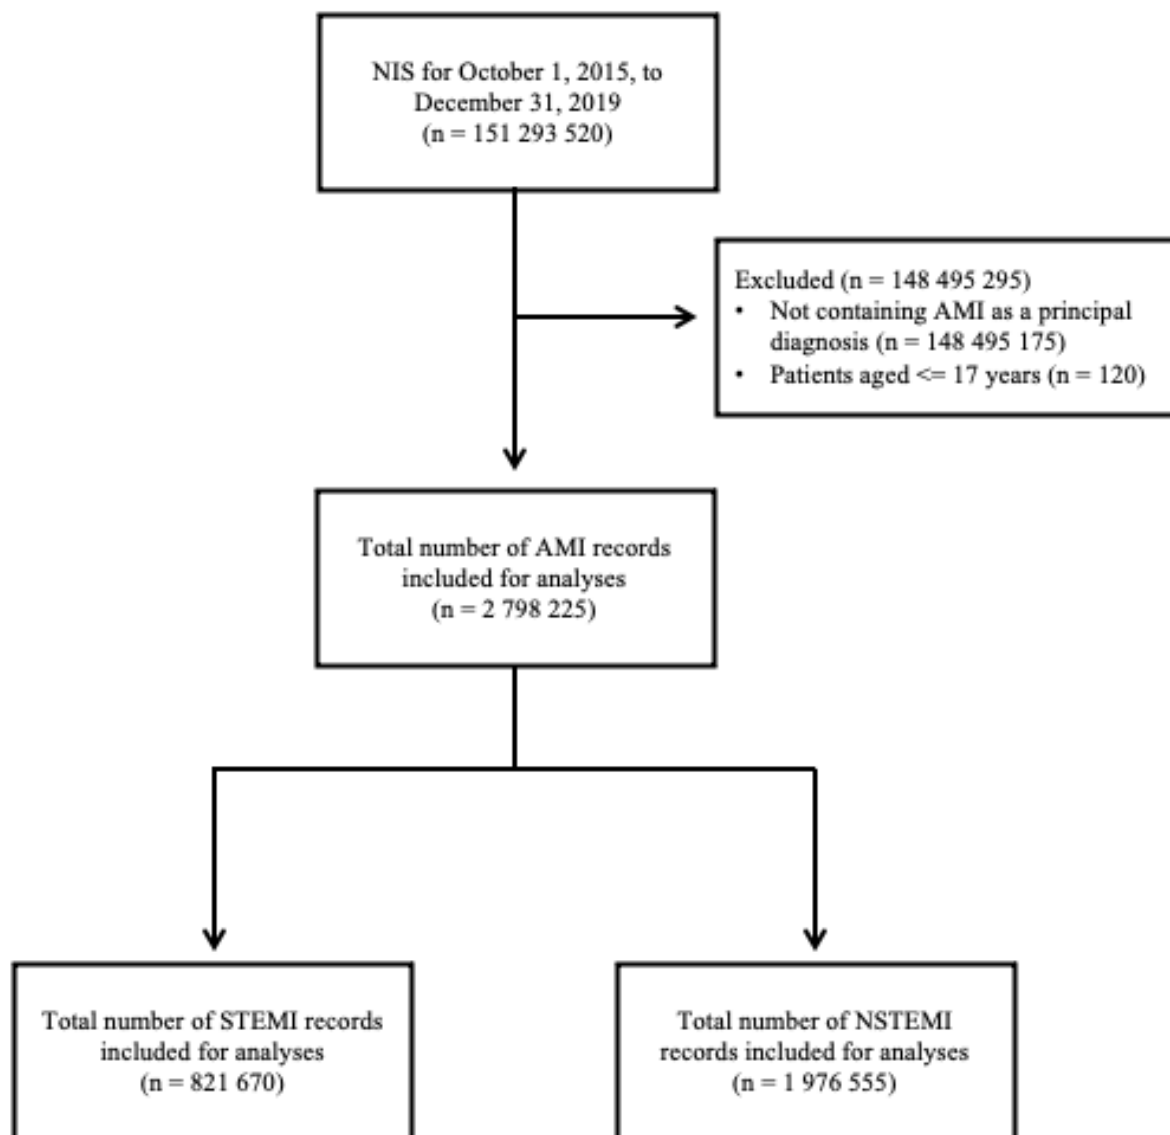 NIS for October 1, 2015, to
December 31, 2019
(n = 151 293 520)
Excluded (n = 148 495 295)
• Not containing AMI as a principal
diagnosis (n = 148 495 175)
• Patients aged <= 17 years (n = 120)
Total number of AMI records
included for analyses
(n = 2 798 225)
Total number of STEMI records
included for analyses
(n = 821 670)
Total number of NSTEMI
records included for analyses
(n = 1 976 555)